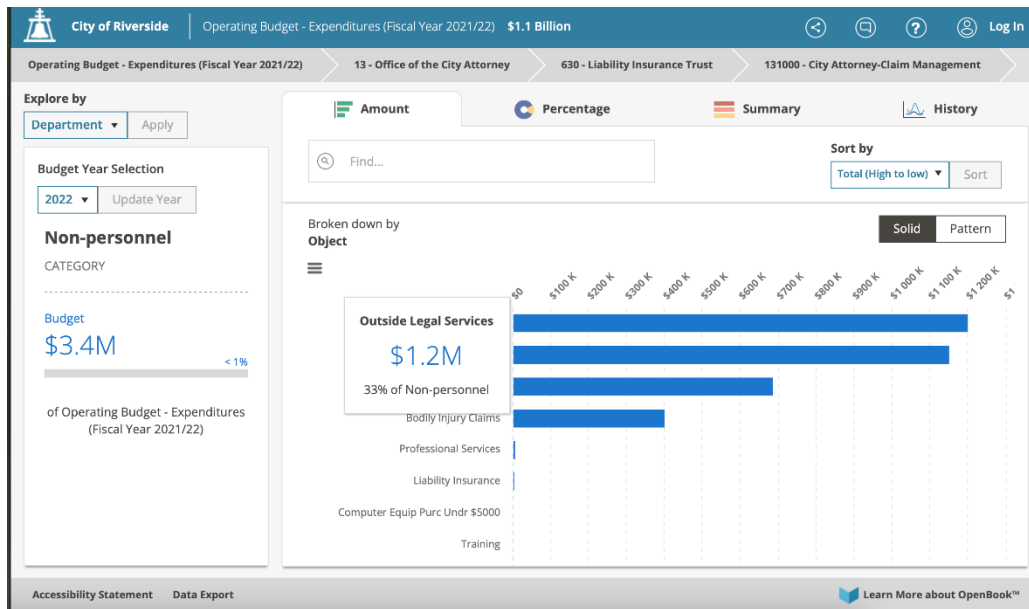 City of Riverside
Operating Budget - Expenditures (Fiscal Year 2021/22) $1.1 Billion
Log In
Operating Budget - Expenditures (Fiscal Year 2021/22)
13 - Office of the City Attorney
630 - Liability Insurance Trust
131000 - City Attorney-Claim Management
Explore by
Department
Apply
Budget Year Selection
2022
Update Year
Non-personnel
CATEGORY
Budget
$3.4M
< 1%
of Operating Budget - Expenditures
(Fiscal Year 2021/22)
Amount
Percentage
Summary
History
Find...
Sort by
Total (High to low)
Sort
Broken down by
Object
Solid
Pattern
$0
$100 K
$200 K
$300 K
$400 K
$500 K
$600 K
$700 K
$800 K
$900 K
$1 000 K
$1 100 K
$1 200 K
$1
Outside Legal Services
$1.2M
33% of Non-personnel
Bodily Injury Claims
Professional Services
Liability Insurance
Computer Equip Purc Undr $5000
Training
Accessibility Statement
Data Export
Learn More about OpenBook™